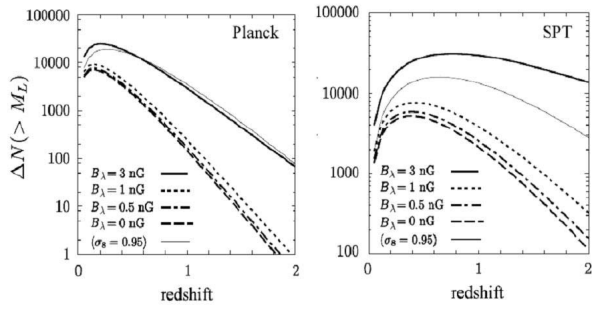 Planck
100000
10000
1000
100
10
1
ΔN(> M_L)
B_λ = 3 nG
B_λ = 1 nG
B_λ = 0.5 nG
B_λ = 0 nG
(σ_8 = 0.95)
0 1 2
redshift
SPT
100000
10000
1000
100
B_λ = 3 nG
B_λ = 1 nG
B_λ = 0.5 nG
B_λ = 0 nG
(σ_8 = 0.95)
0 1 2
redshift